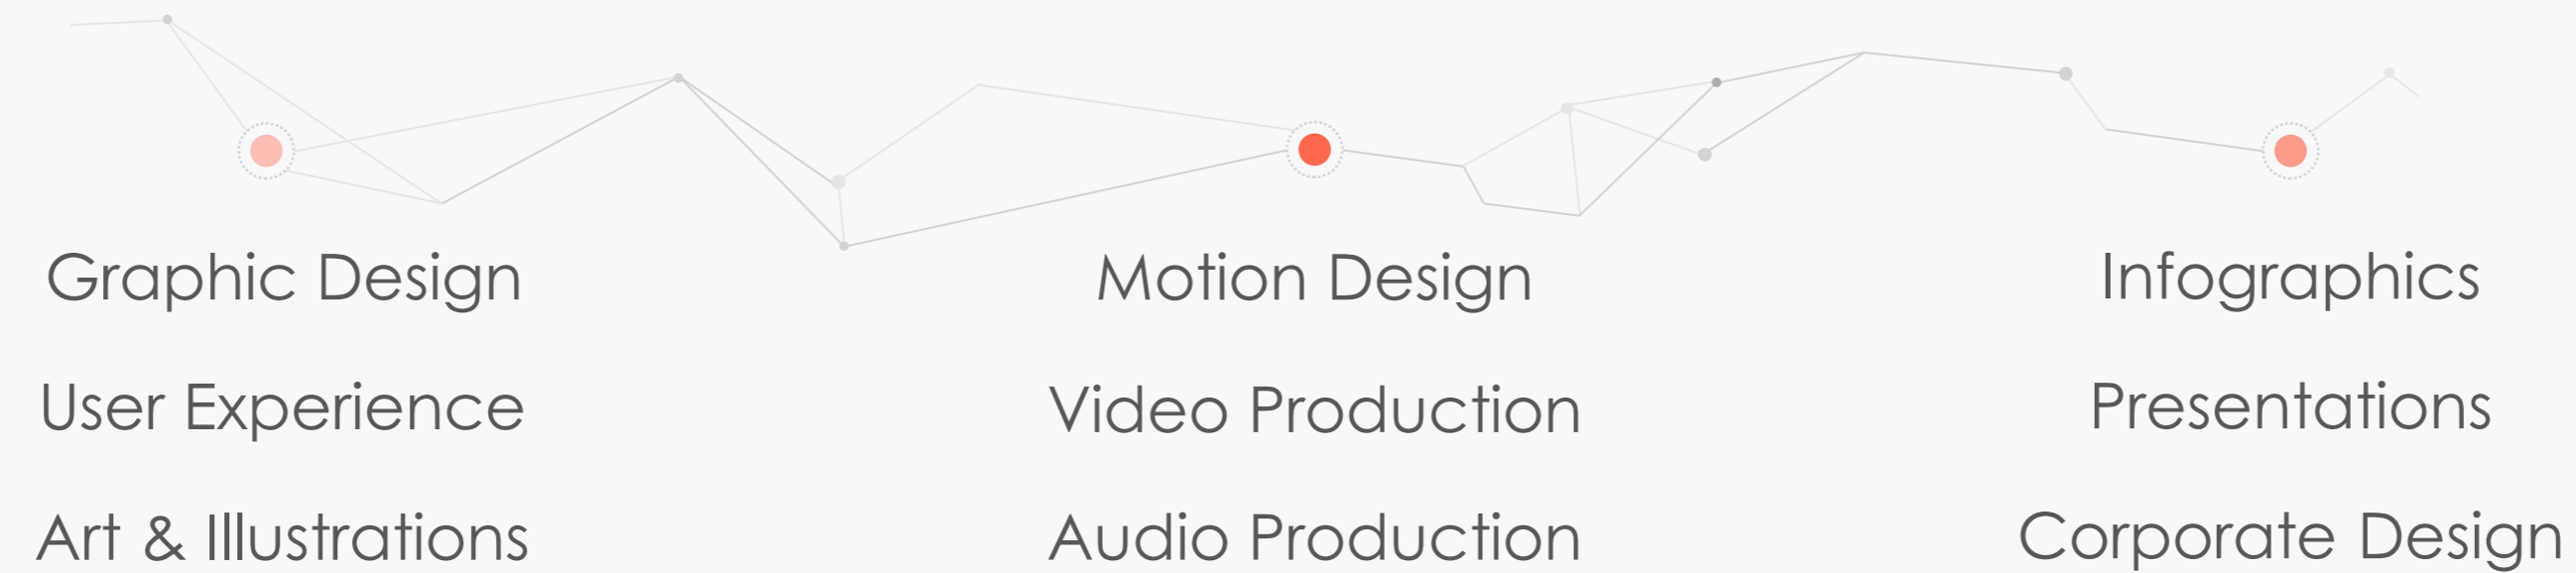 Graphic Design
User Experience
Art & Illustrations
Motion Design
Video Production
Audio Production
Infographics
Presentations
Corporate Design